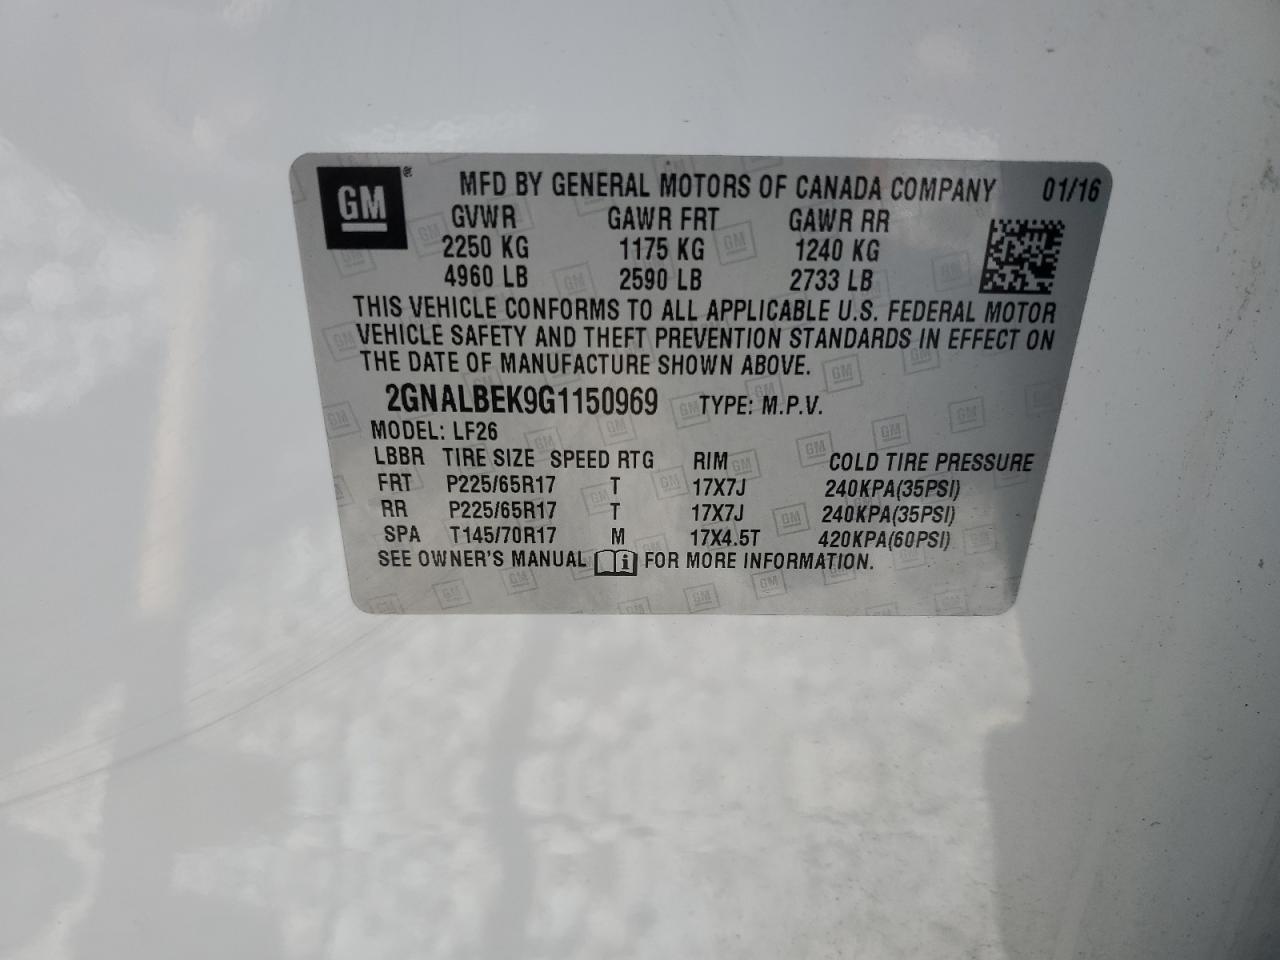 GM® MFD BY GENERAL MOTORS OF CANADA COMPANY 01/16
GVWR GAWR FRT GAWR RR
2250 KG 1175 KG 1240 KG
4960 LB 2590 LB 2733 LB
THIS VEHICLE CONFORMS TO ALL APPLICABLE U.S. FEDERAL MOTOR
VEHICLE SAFETY AND THEFT PREVENTION STANDARDS IN EFFECT ON
THE DATE OF MANUFACTURE SHOWN ABOVE.
2GNALBEK9G1150969 TYPE: M.P.V.
MODEL: LF26
LBBR TIRE SIZE SPEED RTG RIM COLD TIRE PRESSURE
FRT P225/65R17 T 17X7J 240KPA(35PSI)
RR P225/65R17 T 17X7J 240KPA(35PSI)
SPA T145/70R17 M 17X4.5T 420KPA(60PSI)
SEE OWNER'S MANUAL i FOR MORE INFORMATION.